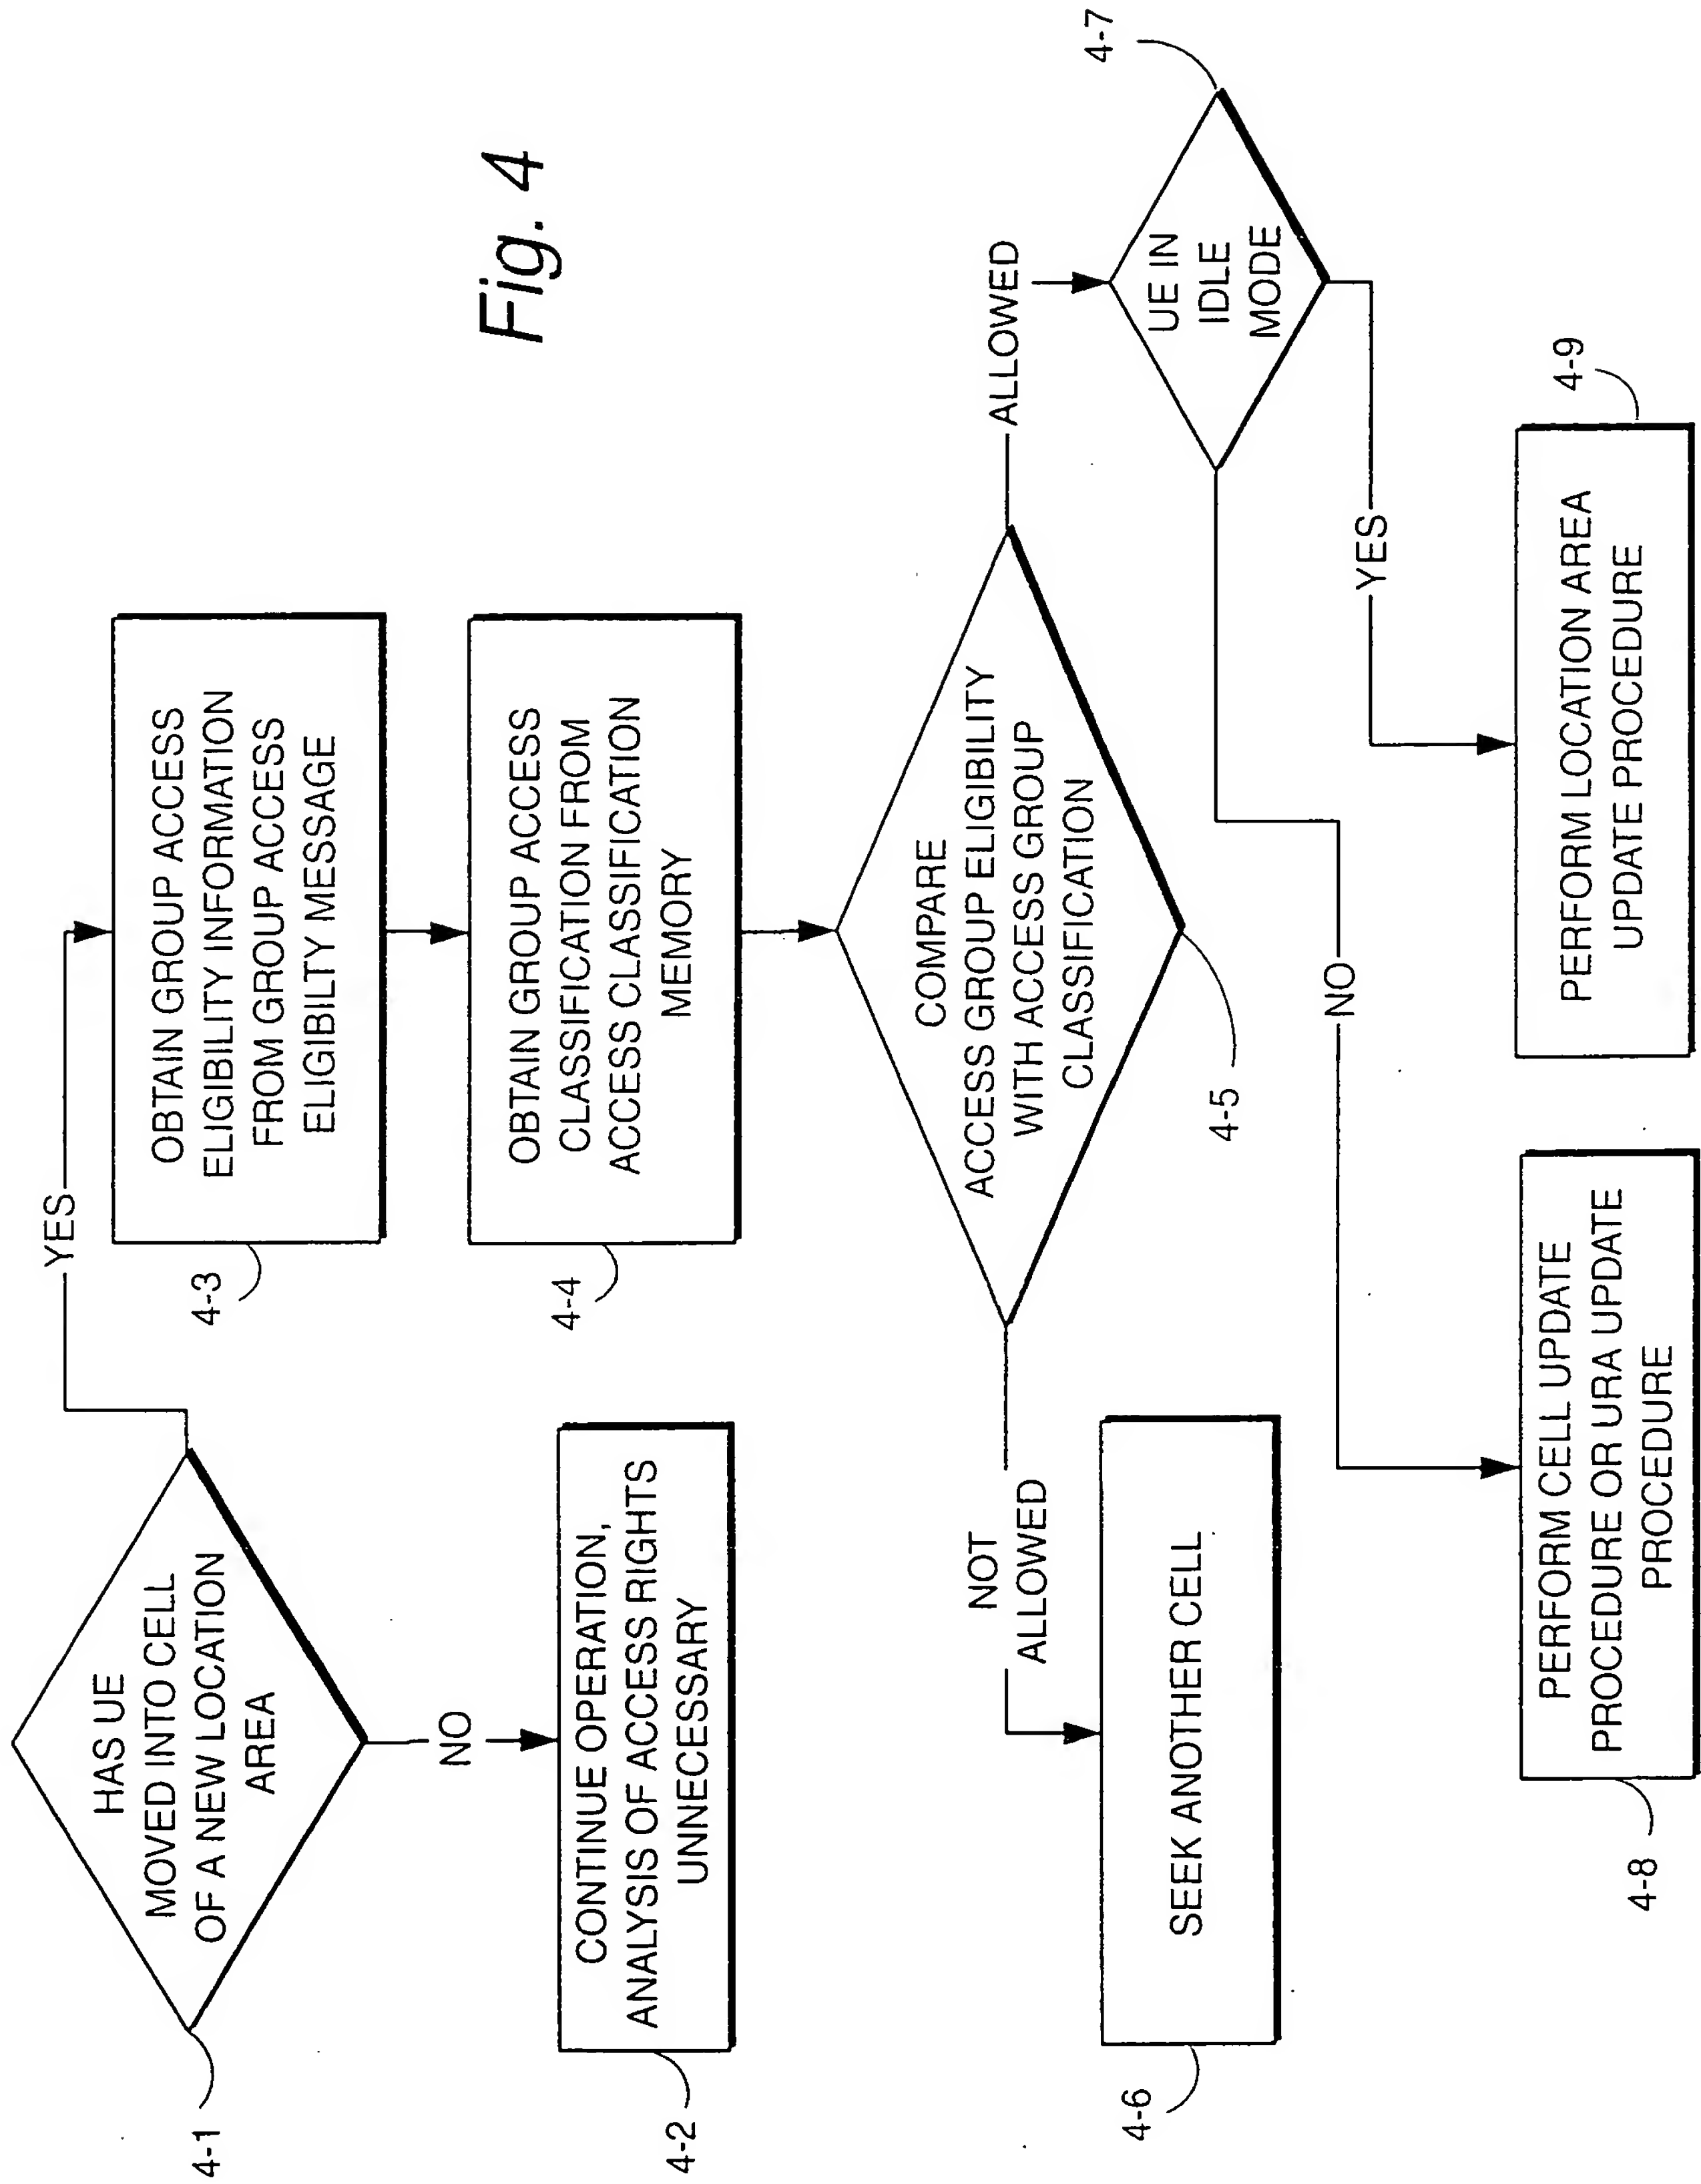 HAS UE
MOVED INTO CELL
OF A NEW LOCATION
AREA
4-1
YES
NO
CONTINUE OPERATION,
ANALYSIS OF ACCESS RIGHTS
UNNECESSARY
4-2
OBTAIN GROUP ACCESS
ELIGIBILITY INFORMATION
FROM GROUP ACCESS
ELIGIBILTY MESSAGE
4-3
OBTAIN GROUP ACCESS
CLASSIFICATION FROM
ACCESS CLASSIFICATION
MEMORY
4-4
Fig. 4
COMPARE
ACCESS GROUP ELIGIBILITY
WITH ACCESS GROUP
CLASSIFICATION
4-5
NOT
ALLOWED
ALLOWED
SEEK ANOTHER CELL
4-6
UE IN
IDLE
MODE
4-7
NO
YES
PERFORM CELL UPDATE
PROCEDURE OR URA UPDATE
PROCEDURE
4-8
PERFORM LOCATION AREA
UPDATE PROCEDURE
4-9